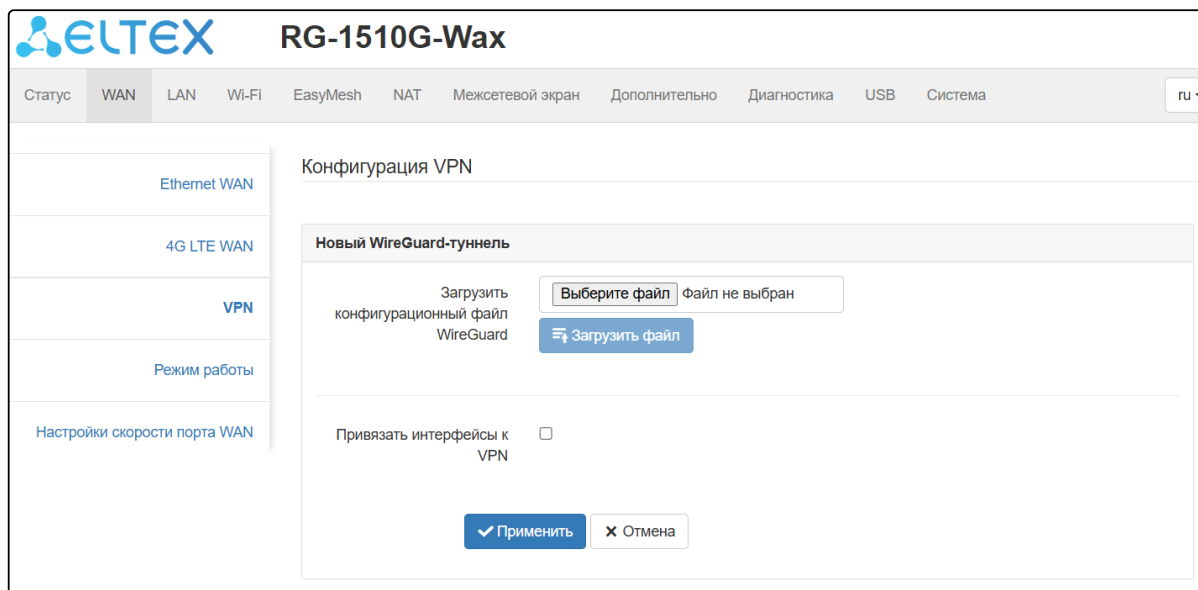 ELTEX RG-1510G-Wax
Статус WAN LAN Wi-Fi EasyMesh NAT Межсетевой экран Дополнительно Диагностика USB Система ru
Ethernet WAN
4G LTE WAN
VPN
Режим работы
Настройки скорости порта WAN
Конфигурация VPN
Новый WireGuard-туннель
Загрузить
конфигурационный файл
WireGuard
Выберите файл Файл не выбран
Загрузить файл
Привязать интерфейсы к
VPN
Применить Отмена